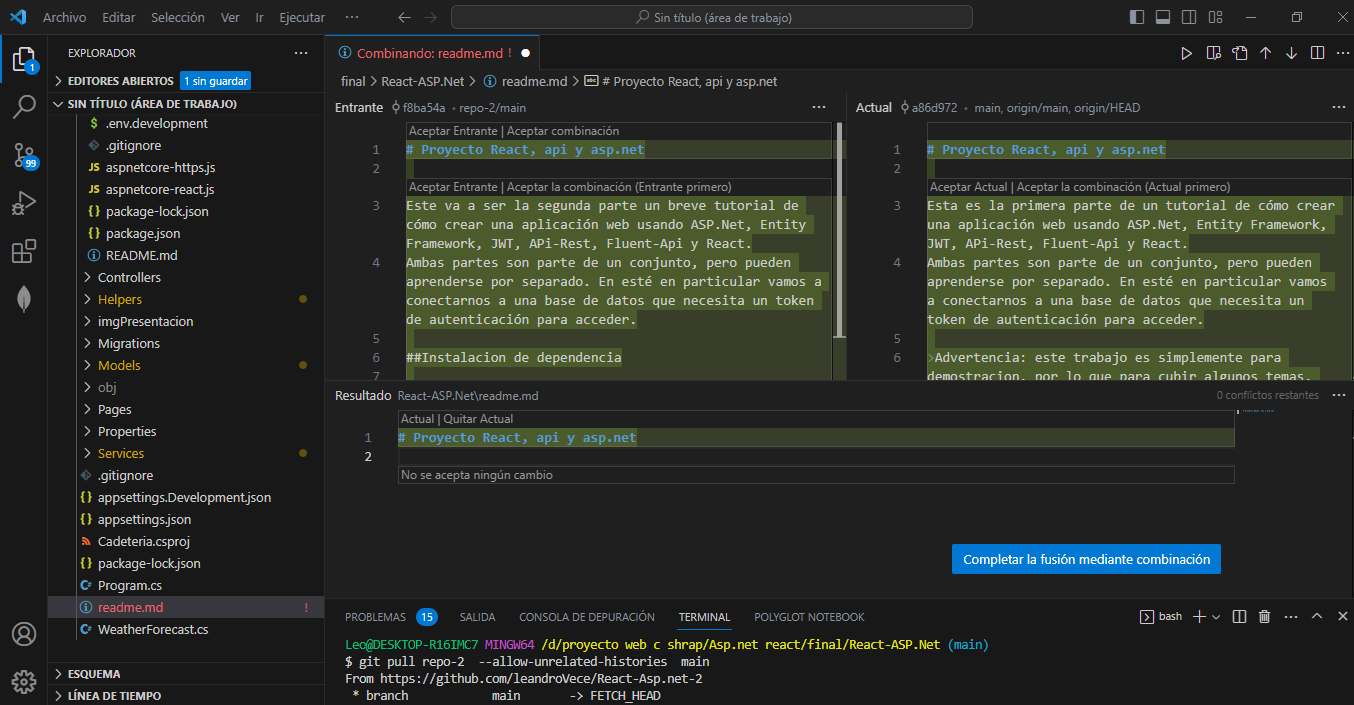 Archivo Editar Selección Ver Ir Ejecutar ··· Sin título (área de trabajo)
EXPLORADOR ···
EDITORES ABIERTOS 1 sin guardar
SIN TÍTULO (ÁREA DE TRABAJO)
$ .env.development
.gitignore
JS aspnetcore-https.js
JS aspnetcore-react.js
{} package-lock.json
{} package.json
README.md
Controllers
Helpers
imgPresentacion
Migrations
Models
obj
Pages
Properties
Services
.gitignore
{} appsettings.Development.json
{} appsettings.json
Cadeteria.csproj
{} package-lock.json
C# Program.cs
readme.md !
C# WeatherForecast.cs
ESQUEMA
LÍNEA DE TIEMPO
1
99
Combinando: readme.md !
final > React-ASP.Net > readme.md > # Proyecto React, api y asp.net
Entrante f8ba54a • repo-2/main ···
Aceptar Entrante | Aceptar combinación
1 # Proyecto React, api y asp.net
2
Aceptar Entrante | Aceptar la combinación (Entrante primero)
3 Este va a ser la segunda parte un breve tutorial de
cómo crear una aplicación web usando ASP.Net, Entity
Framework, JWT, APi-Rest, Fluent-Api y React.
4 Ambas partes son parte de un conjunto, pero pueden
aprenderse por separado. En esté en particular vamos a
conectarnos a una base de datos que necesita un token
de autenticación para acceder.
5
6 ##Instalacion de dependencia
7
Actual a86d972 • main, origin/main, origin/HEAD ···
1 # Proyecto React, api y asp.net
2
Aceptar Actual | Aceptar la combinación (Actual primero)
3 Esta es la primera parte de un tutorial de cómo crear
una aplicación web usando ASP.Net, Entity Framework,
JWT, APi-Rest, Fluent-Api y React.
4 Ambas partes son parte de un conjunto, pero pueden
aprenderse por separado. En esté en particular vamos
a conectarnos a una base de datos que necesita un
token de autenticación para acceder.
5
6 >Advertencia: este trabajo es simplemente para
demostracion, por lo que para cubir algunos temas,
Resultado React-ASP.Net\readme.md 0 conflictos restantes ···
Actual | Quitar Actual
1 # Proyecto React, api y asp.net
2
No se acepta ningún cambio
Completar la fusión mediante combinación
PROBLEMAS 15 SALIDA CONSOLA DE DEPURACIÓN TERMINAL POLYGLOT NOTEBOOK bash
Leo@DESKTOP-R16IMC7 MINGW64 /d/proyecto web c shrap/Asp.net react/final/React-ASP.Net (main)
$ git pull repo-2 --allow-unrelated-histories main
From https://github.com/leandroVece/React-Asp.net-2
* branch main -> FETCH_HEAD